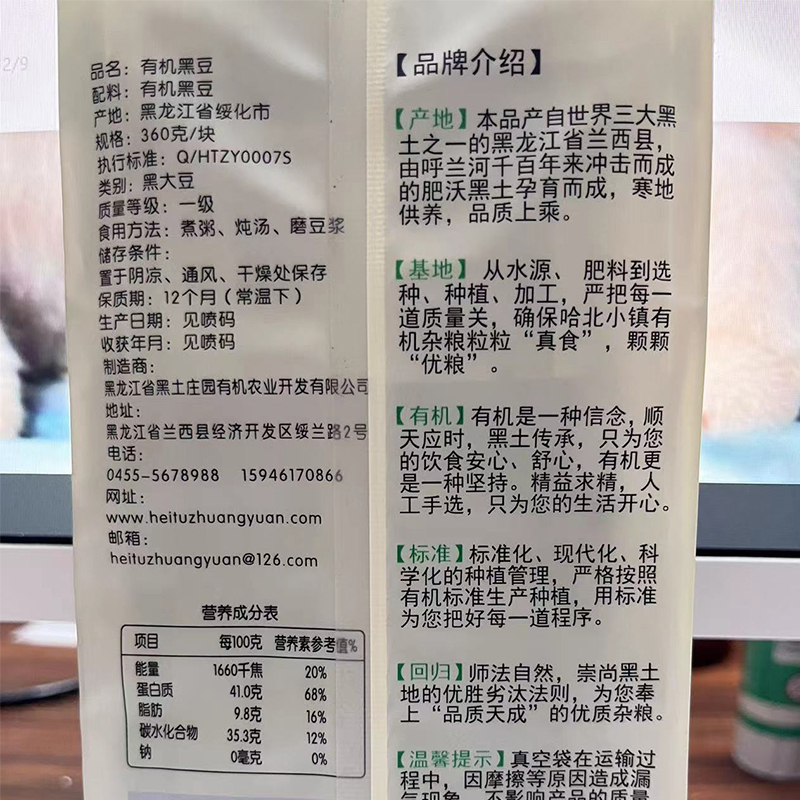 2/9
品名：有机黑豆
配料：有机黑豆
产地：黑龙江省绥化市
规格：360克/块
执行标准：Q/HTZY0007S
类别：黑大豆
质量等级：一级
食用方法：煮粥、炖汤、磨豆浆
储存条件：
置于阴凉、通风、干燥处保存
保质期：12个月（常温下）
生产日期：见喷码
收获年月：见喷码
制造商：
黑龙江省黑土庄园有机农业开发有限公司
地址：
黑龙江省兰西县经济开发区绥兰路2号
电话：
0455-5678988 15946170866
网址：
www.heituzhuangyuan.com
邮箱：
heituzhuangyuan@126.com
营养成分表
项目 每100克 营养素参考值%
能量 1660千焦 20%
蛋白质 41.0克 68%
脂肪 9.8克 16%
碳水化合物 35.3克 12%
钠 0毫克 0%
【品牌介绍】
【产地】本品产自世界三大黑
土之一的黑龙江省兰西县，
由呼兰河千百年来冲击而成
的肥沃黑土孕育而成，寒地
供养，品质上乘。
【基地】从水源、肥料到选
种、种植、加工，严把每一
道质量关，确保哈北小镇有
机杂粮粒粒“真食”，颗颗
“优粮”。
【有机】有机是一种信念，顺
天应时，黑土传承，只为您
的饮食安心、舒心，有机更
是一种坚持。精益求精，人
工手选，只为您的生活开心。
【标准】标准化、现代化、科
学化的种植管理，严格按照
有机标准生产种植，用标准
为您把好每一道程序。
【回归】师法自然，崇尚黑土
地的优胜劣汰法则，为您奉
上“品质天成”的优质杂粮。
【温馨提示】真空袋在运输过
程中，因摩擦等原因造成漏
气现象，不影响产品的质量